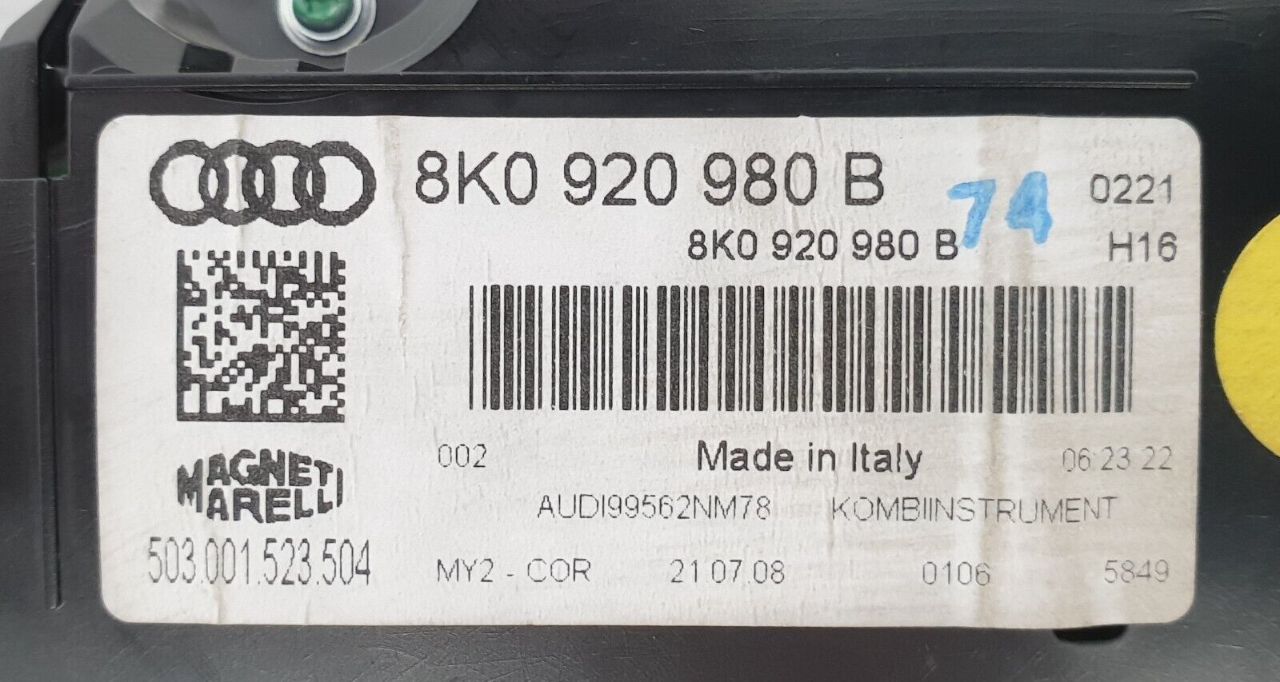 8K0 920 980 B 74 0221
8K0 920 980 B H16
002 Made in Italy 06 23 22
MAGNETI MARELLI
AUDI99562NM78 KOMBIINSTRUMENT
503.001.523.504 MY2 - COR 21 07.08 0106 5849